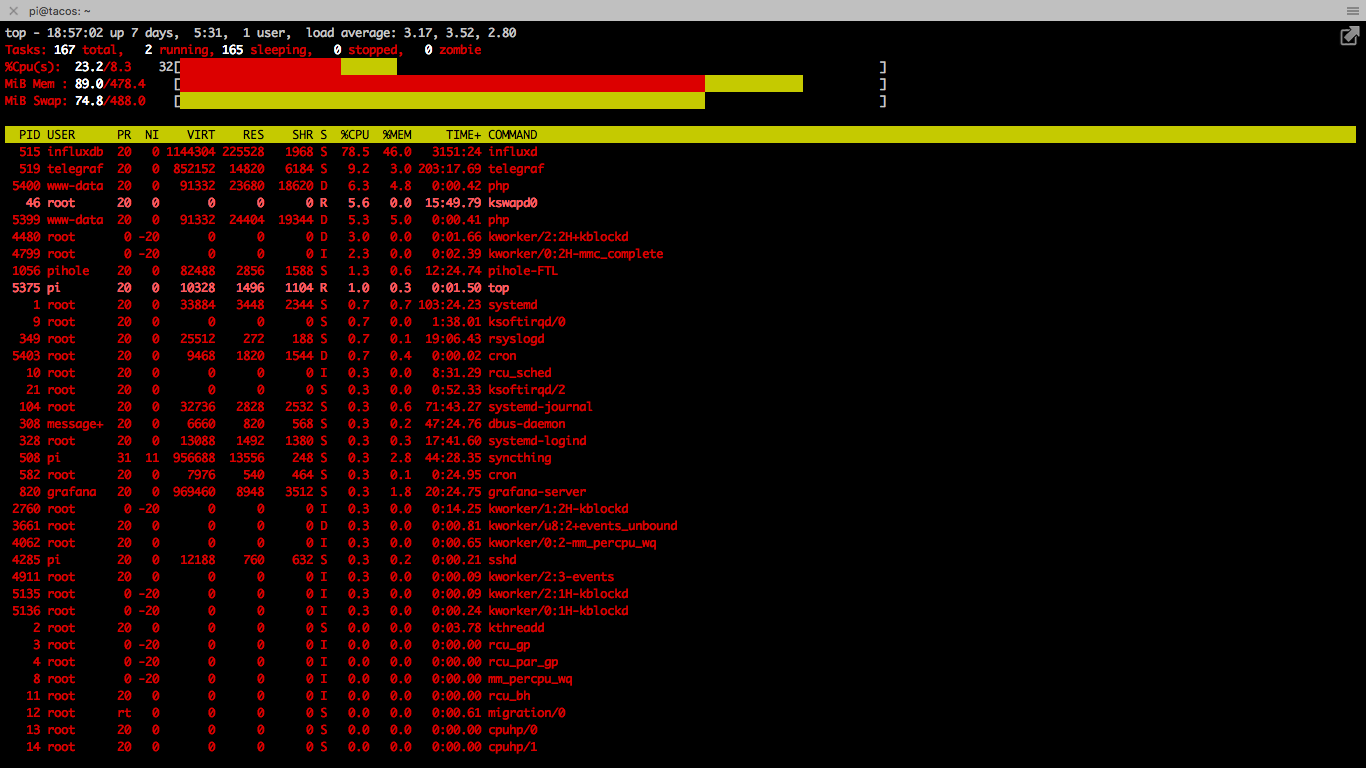 pi@tacos: ~
top - 18:57:02 up 7 days,  5:31,  1 user,  load average: 3.17, 3.52, 2.80
Tasks: 167 total,   2 running, 165 sleeping,   0 stopped,   0 zombie
%Cpu(s):  23.2/8.3    32[ ]
MiB Mem :  89.0/478.4    [ ]
MiB Swap:  74.8/488.0    [ ]
PID USER      PR  NI    VIRT    RES    SHR S  %CPU  %MEM     TIME+ COMMAND
515 influxdb  20   0 1144304 225528   1968 S  78.5  46.0   3151:24 influxd
519 telegraf  20   0  852152  14820   6184 S   9.2   3.0 203:17.69 telegraf
5400 www-data  20   0   91332  23680  18620 D   6.3   4.8   0:00.42 php
46 root      20   0       0      0      0 R   5.6   0.0  15:49.79 kswapd0
5399 www-data  20   0   91332  24404  19344 D   5.3   5.0   0:00.41 php
4480 root       0 -20       0      0      0 D   3.0   0.0   0:01.66 kworker/2:2H+kblockd
4799 root       0 -20       0      0      0 I   2.3   0.0   0:02.39 kworker/0:2H-mmc_complete
1056 pihole    20   0   82488   2856   1588 S   1.3   0.6  12:24.74 pihole-FTL
5375 pi        20   0   10328   1496   1104 R   1.0   0.3   0:01.50 top
1 root      20   0   33884   3448   2344 S   0.7   0.7 103:24.23 systemd
9 root      20   0       0      0      0 S   0.7   0.0   1:38.01 ksoftirqd/0
349 root      20   0   25512    272    188 S   0.7   0.1  19:06.43 rsyslogd
5403 root      20   0    9468   1820   1544 D   0.7   0.4   0:00.02 cron
10 root      20   0       0      0      0 I   0.3   0.0   8:31.29 rcu_sched
21 root      20   0       0      0      0 S   0.3   0.0   0:52.33 ksoftirqd/2
104 root      20   0   32736   2828   2532 S   0.3   0.6  71:43.27 systemd-journal
308 message+  20   0    6660    820    568 S   0.3   0.2  47:24.76 dbus-daemon
328 root      20   0   13088   1492   1380 S   0.3   0.3  17:41.60 systemd-logind
508 pi        31  11  956688  13556    248 S   0.3   2.8  44:28.35 syncthing
582 root      20   0    7976    540    464 S   0.3   0.1   0:24.95 cron
820 grafana   20   0  969460   8948   3512 S   0.3   1.8  20:24.75 grafana-server
2760 root       0 -20       0      0      0 I   0.3   0.0   0:14.25 kworker/1:2H-kblockd
3661 root      20   0       0      0      0 D   0.3   0.0   0:00.81 kworker/u8:2+events_unbound
4062 root      20   0       0      0      0 I   0.3   0.0   0:00.65 kworker/0:2-mm_percpu_wq
4285 pi        20   0   12188    760    632 S   0.3   0.2   0:00.21 sshd
4911 root      20   0       0      0      0 I   0.3   0.0   0:00.09 kworker/2:3-events
5135 root       0 -20       0      0      0 I   0.3   0.0   0:00.09 kworker/2:1H-kblockd
5136 root       0 -20       0      0      0 I   0.3   0.0   0:00.24 kworker/0:1H-kblockd
2 root      20   0       0      0      0 S   0.0   0.0   0:03.78 kthreadd
3 root       0 -20       0      0      0 I   0.0   0.0   0:00.00 rcu_gp
4 root       0 -20       0      0      0 I   0.0   0.0   0:00.00 rcu_par_gp
8 root       0 -20       0      0      0 I   0.0   0.0   0:00.00 mm_percpu_wq
11 root      20   0       0      0      0 I   0.0   0.0   0:00.00 rcu_bh
12 root      rt   0       0      0      0 S   0.0   0.0   0:00.61 migration/0
13 root      20   0       0      0      0 S   0.0   0.0   0:00.00 cpuhp/0
14 root      20   0       0      0      0 S   0.0   0.0   0:00.00 cpuhp/1